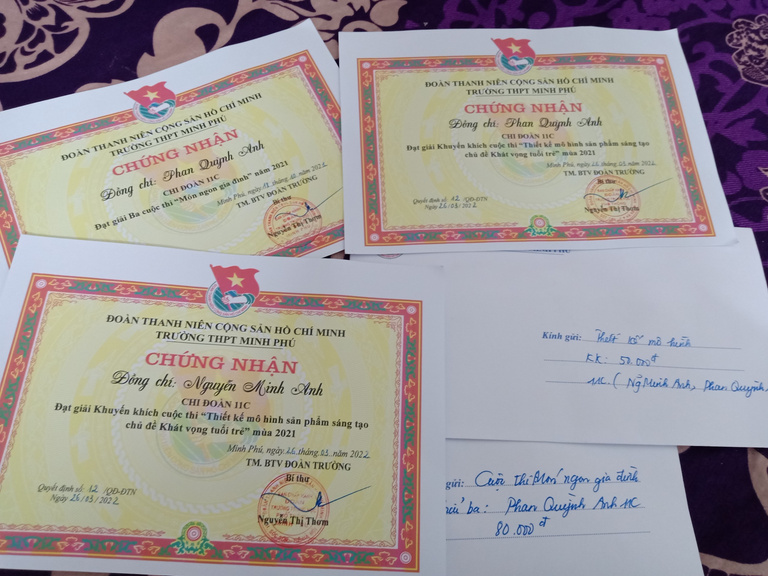 ĐOÀN THANH NIÊN CỘNG SẢN HỒ CHÍ MINH
TRƯỜNG THPT MINH PHÚ
CHỨNG NHẬN
Đồng chí: Phan Quỳnh Anh
CHI ĐOÀN 11C
Đạt giải Ba cuộc thi “Món ngon gia đình” năm 2021
Minh Phú, ngày tháng năm 2022
TM. BTV ĐOÀN TRƯỜNG
Nguyễn Thị Thơm
ĐOÀN THANH NIÊN CỘNG SẢN HỒ CHÍ MINH
TRƯỜNG THPT MINH PHÚ
CHỨNG NHẬN
Đồng chí: Phan Quỳnh Anh
CHI ĐOÀN 11C
Đạt giải Khuyến khích cuộc thi “Thiết kế mô hình sản phẩm sáng tạo
chủ đề Khát vọng tuổi trẻ” mùa 2021
Minh Phú, ngày 26 tháng 03 năm 2022
TM. BTV ĐOÀN TRƯỜNG
Bí thư
Quyết định số: 12 /QĐ-ĐTN
Ngày 26/03/2022
Nguyễn Thị Thơm
ĐOÀN THANH NIÊN CỘNG SẢN HỒ CHÍ MINH
TRƯỜNG THPT MINH PHÚ
CHỨNG NHẬN
Đồng chí: Nguyễn Minh Anh
CHI ĐOÀN 11C
Đạt giải Khuyến khích cuộc thi “Thiết kế mô hình sản phẩm sáng tạo
chủ đề Khát vọng tuổi trẻ” mùa 2021
Minh Phú, ngày 26 tháng 03 năm 2022
TM. BTV ĐOÀN TRƯỜNG
Bí thư
Quyết định số: 12 /QĐ-ĐTN
Ngày 26/03/2022
Nguyễn Thị Thơm
Kính gửi: Thiết kế mô hình
KK: 50.000đ
11C. (Ng Minh Anh, Phan Quỳnh
gửi: Cuộc thi Món ngon gia đình
ba: Phan Quỳnh Anh 11C
80.000đ